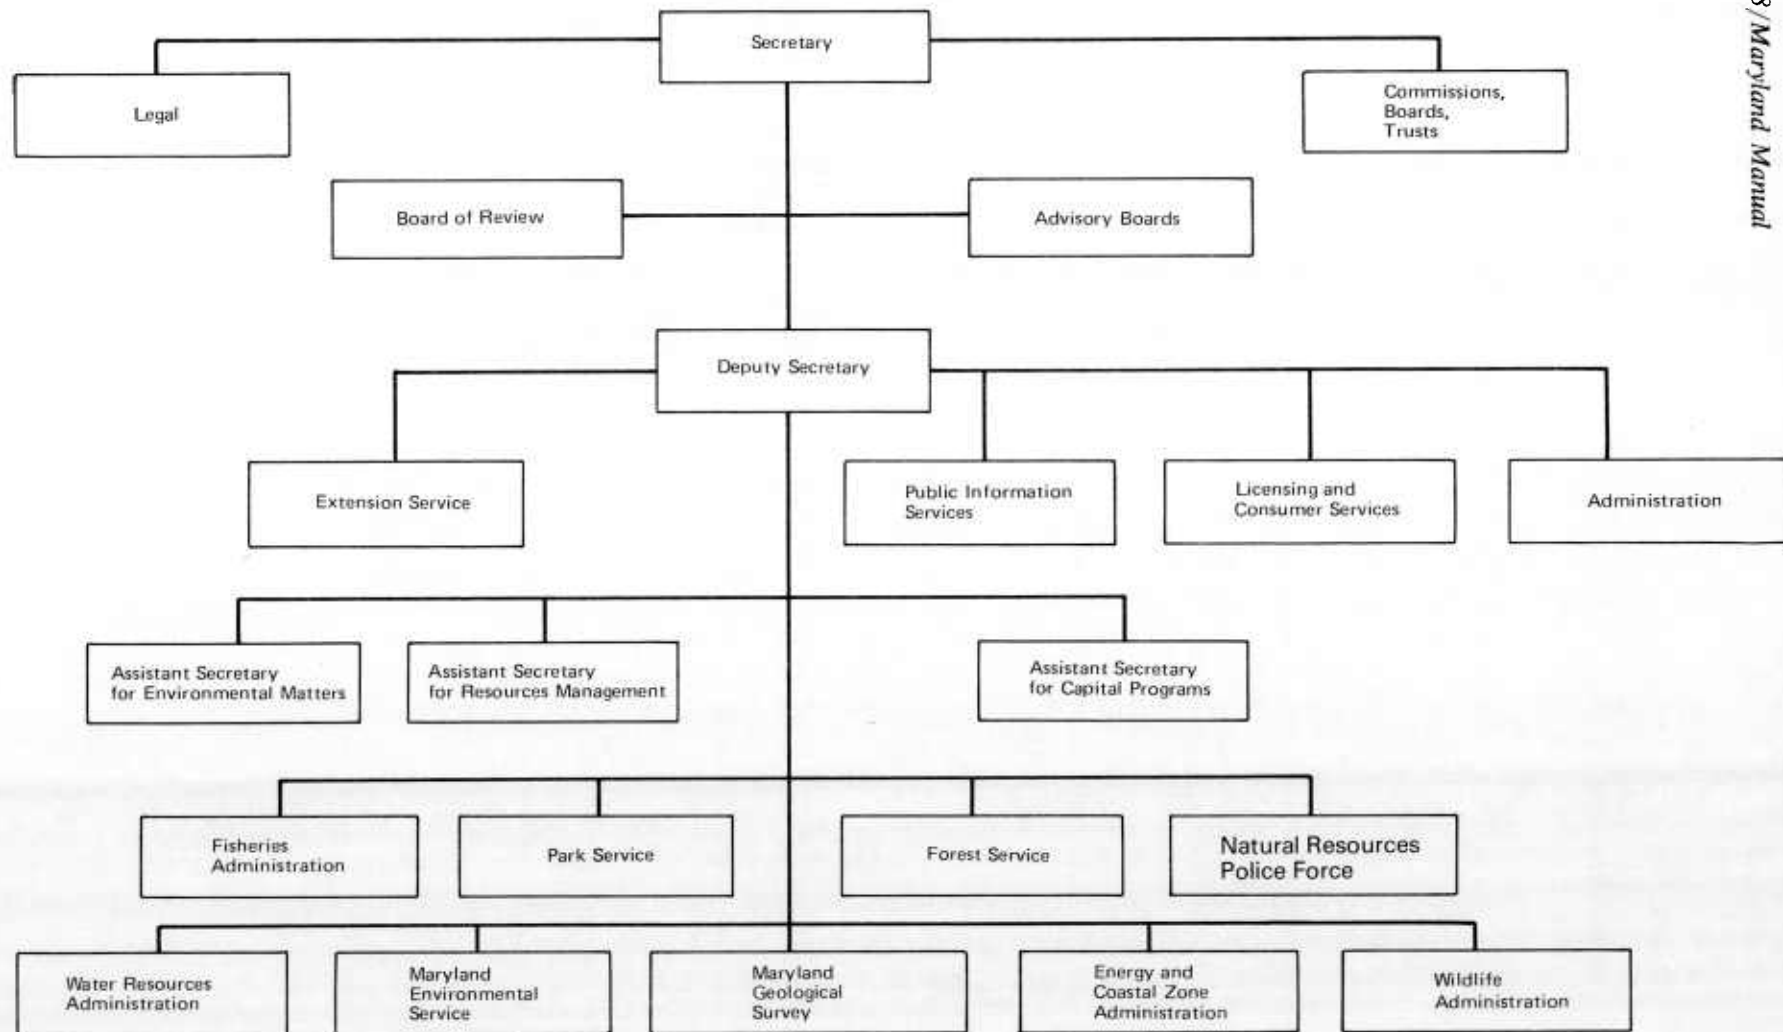 8/Maryland Manual
Secretary
Legal
Commissions,
Boards,
Trusts
Board of Review
Advisory Boards
Deputy Secretary
Extension Service
Public Information
Services
Licensing and
Consumer Services
Administration
Assistant Secretary
for Environmental Matters
Assistant Secretary
for Resources Management
Assistant Secretary
for Capital Programs
Fisheries
Administration
Park Service
Forest Service
Natural Resources
Police Force
Water Resources
Administration
Maryland
Environmental
Service
Maryland
Geological
Survey
Energy and
Coastal Zone
Administration
Wildlife
Administration